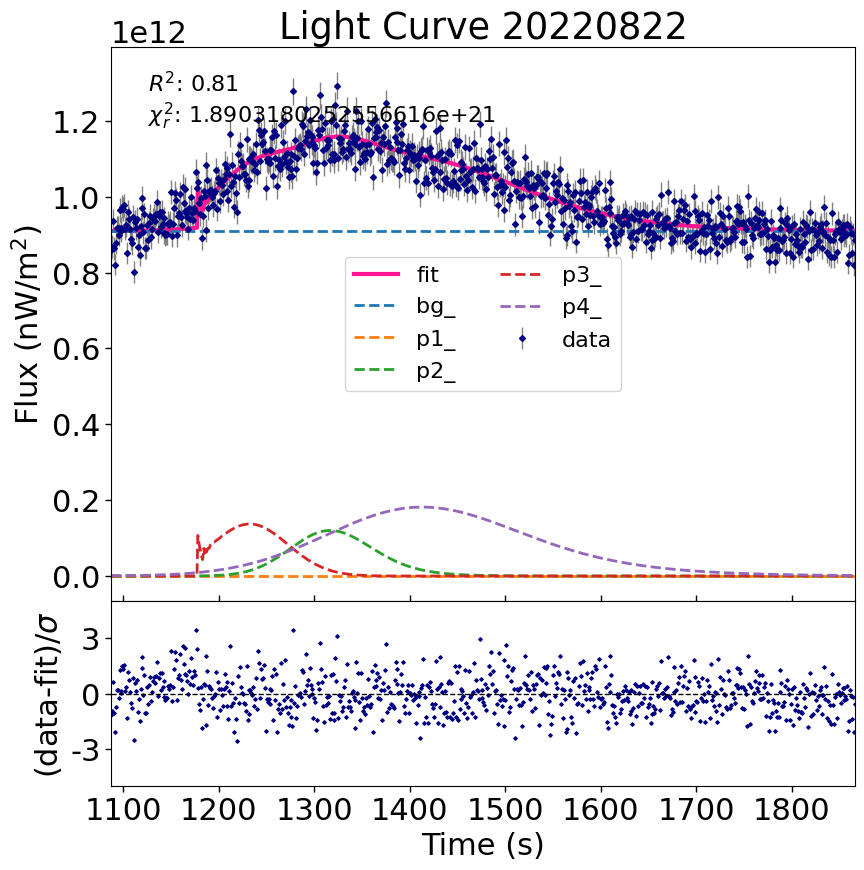 Light Curve 20220822
1e12
R²: 0.81
χ²ᵣ: 1.8903180252556616e+21
1.2
1.0
0.8
0.6
0.4
0.2
0.0
Flux (nW/m²)
fit
bg_
p1_
p2_
p3_
p4_
data
3
0
-3
(data-fit)/σ
1100 1200 1300 1400 1500 1600 1700 1800
Time (s)